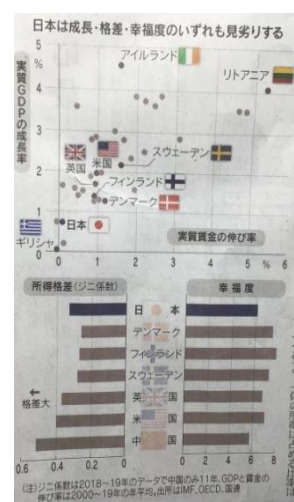 日本は成長・格差・幸福度のいずれも見劣りする
実質GDPの成長率
5
%
4
3
2
1
0
アイルランド
リトアニア
英国
米国
スウェーデン
フィンランド
デンマーク
日本
ギリシャ
実質賃金の伸び率
0
1
2
3
5
%
6
所得格差(ジニ係数)
幸福度
日本
デンマーク
フィンランド
スウェーデン
英国
米国
中国
←
格差大
0.6
0.4
0.2
0
0
2
4
6
8
(注)ジニ係数は2018~19年のデータで中国のみ11年、GDPと賃金の
伸び率は2000~19年の年平均。出所はIMF、OECD、国連